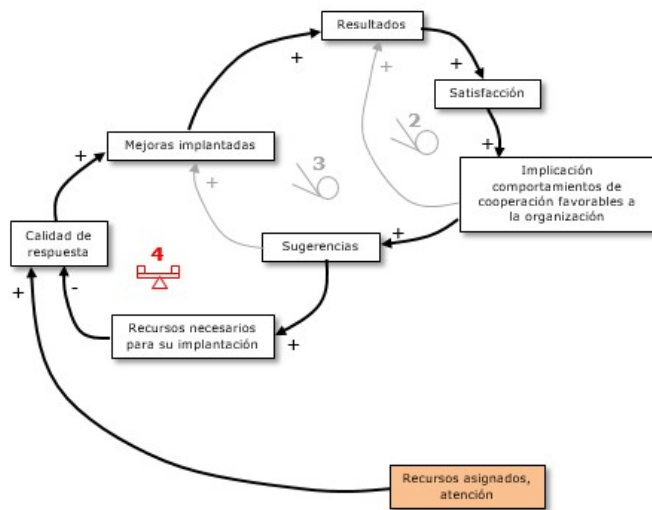 Resultados
+
+
+
Satisfacción
2
+
Mejoras implantadas
3
+
+
Implicación
comportamientos de
cooperación favorables a
la organización
+
Calidad de
respuesta
+
Sugerencias
4
+
-
Recursos necesarios
para su implantación
+
Recursos asignados,
atención